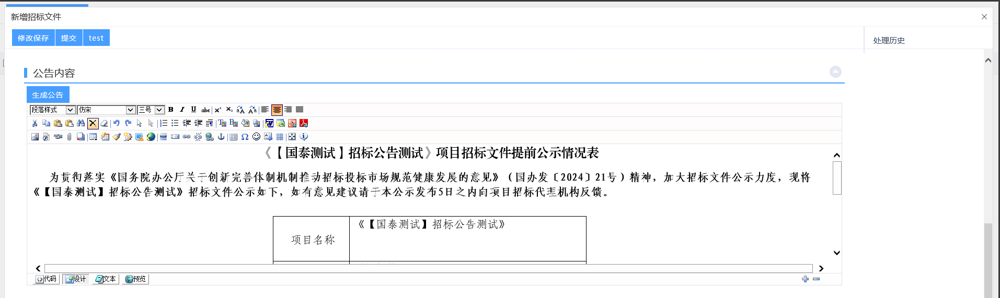 新增招标文件
修改保存 提交 test
处理历史
公告内容
生成公告
段落样式 仿宋 三号
《【国泰测试】招标公告测试》项目招标文件提前公示情况表
为贯彻落实《国务院办公厅关于创新完善体制机制推动招标投标市场规范健康发展的意见》（国办发〔2024〕21号）精神，加大招标文件公示力度，现将
《【国泰测试】招标公告测试》招标文件公示如下，如有意见建议请于本公示发布5日之内向项目招标代理机构反馈。
《【国泰测试】招标公告测试》
项目名称
代码 设计 文本 预览